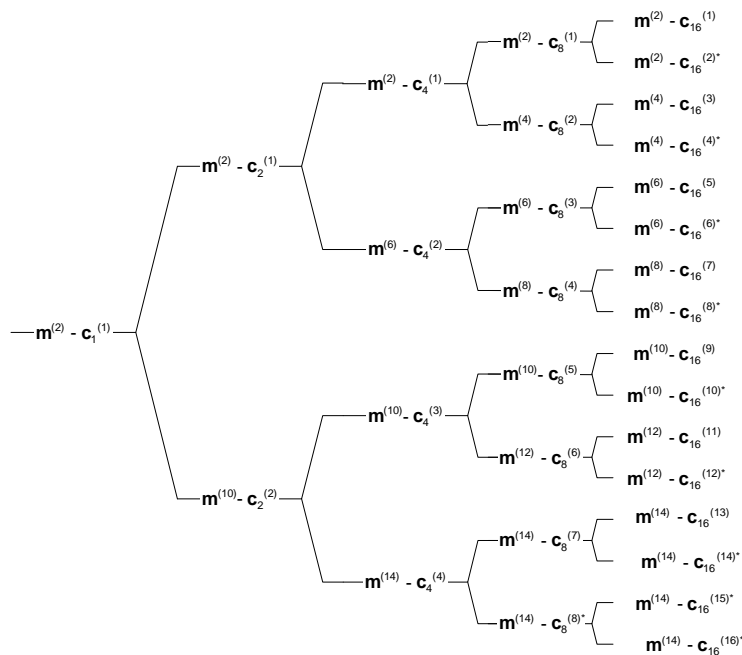 m⁽²⁾ - c₁₆⁽¹⁾
m⁽²⁾ - c₈⁽¹⁾
m⁽²⁾ - c₁₆⁽²⁾*
m⁽²⁾ - c₄⁽¹⁾
m⁽⁴⁾ - c₁₆⁽³⁾
m⁽⁴⁾ - c₈⁽²⁾
m⁽⁴⁾ - c₁₆⁽⁴⁾*
m⁽²⁾ - c₂⁽¹⁾
m⁽⁶⁾ - c₁₆⁽⁵⁾
m⁽⁶⁾ - c₈⁽³⁾
m⁽⁶⁾ - c₁₆⁽⁶⁾*
m⁽⁶⁾ - c₄⁽²⁾
m⁽⁸⁾ - c₁₆⁽⁷⁾
m⁽⁸⁾ - c₈⁽⁴⁾
m⁽⁸⁾ - c₁₆⁽⁸⁾*
m⁽²⁾ - c₁⁽¹⁾
m⁽¹⁰⁾ - c₁₆⁽⁹⁾
m⁽¹⁰⁾ - c₈⁽⁵⁾
m⁽¹⁰⁾ - c₁₆⁽¹⁰⁾*
m⁽¹⁰⁾ - c₄⁽³⁾
m⁽¹²⁾ - c₁₆⁽¹¹⁾
m⁽¹²⁾ - c₈⁽⁶⁾
m⁽¹²⁾ - c₁₆⁽¹²⁾*
m⁽¹⁰⁾ - c₂⁽²⁾
m⁽¹⁴⁾ - c₁₆⁽¹³⁾
m⁽¹⁴⁾ - c₈⁽⁷⁾
m⁽¹⁴⁾ - c₁₆⁽¹⁴⁾*
m⁽¹⁴⁾ - c₄⁽⁴⁾
m⁽¹⁴⁾ - c₁₆⁽¹⁵⁾*
m⁽¹⁴⁾ - c₈⁽⁸⁾*
m⁽¹⁴⁾ - c₁₆⁽¹⁶⁾*